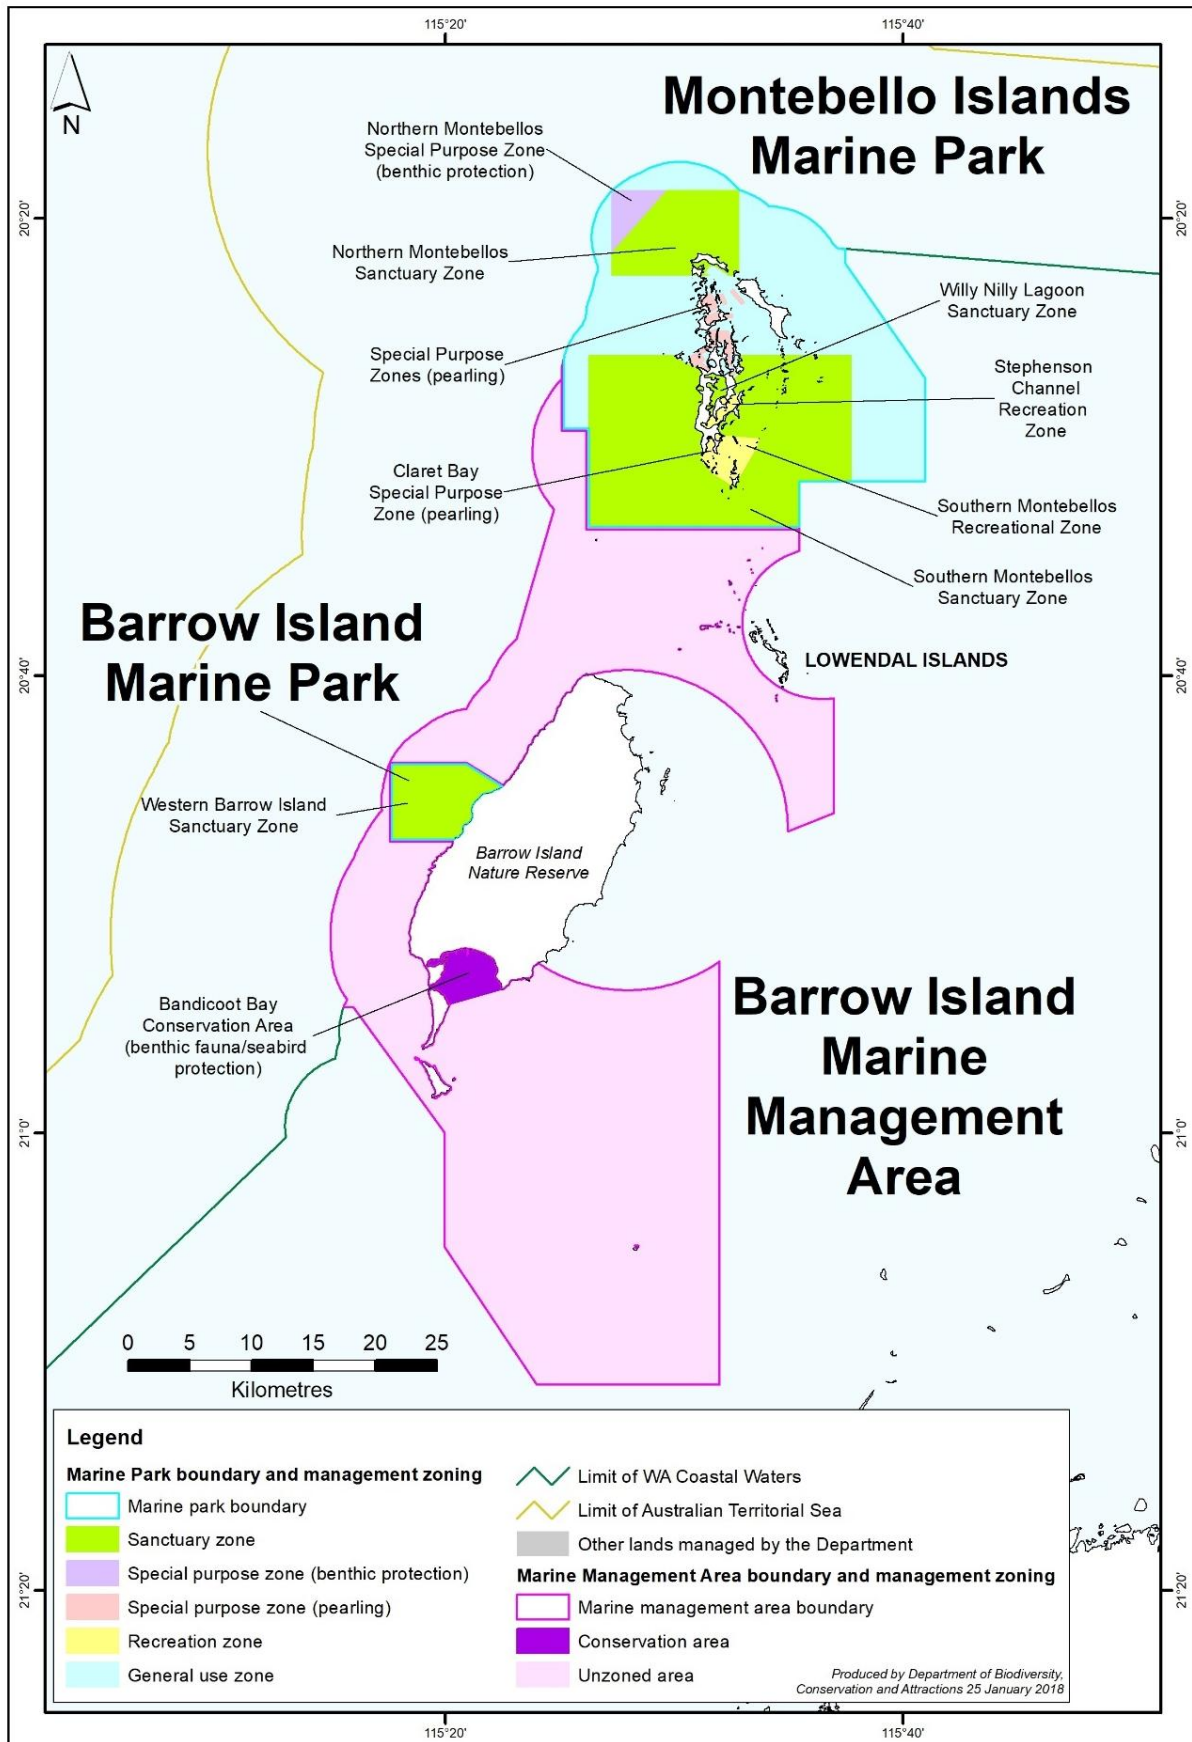 115°20'
115°40'
Montebello Islands
Marine Park
N
Northern Montebellos
Special Purpose Zone
(benthic protection)
20°20'
20°20'
Northern Montebellos
Sanctuary Zone
Willy Nilly Lagoon
Sanctuary Zone
Special Purpose
Zones (pearling)
Stephenson
Channel
Recreation
Zone
Claret Bay
Special Purpose
Zone (pearling)
Southern Montebellos
Recreational Zone
Southern Montebellos
Sanctuary Zone
Barrow Island
Marine Park
LOWENDAL ISLANDS
20°40'
20°40'
Western Barrow Island
Sanctuary Zone
Barrow Island
Nature Reserve
Bandicoot Bay
Conservation Area
(benthic fauna/seabird
protection)
Barrow Island
Marine
Management
Area
21°0'
21°0'
0 5 10 15 20 25
Kilometres
Legend
Marine Park boundary and management zoning
Marine park boundary
Sanctuary zone
Special purpose zone (benthic protection)
Special purpose zone (pearling)
Recreation zone
General use zone
Limit of WA Coastal Waters
Limit of Australian Territorial Sea
Other lands managed by the Department
Marine Management Area boundary and management zoning
Marine management area boundary
Conservation area
Unzoned area
Produced by Department of Biodiversity,
Conservation and Attractions 25 January 2018
21°20'
21°20'
115°20'
115°40'